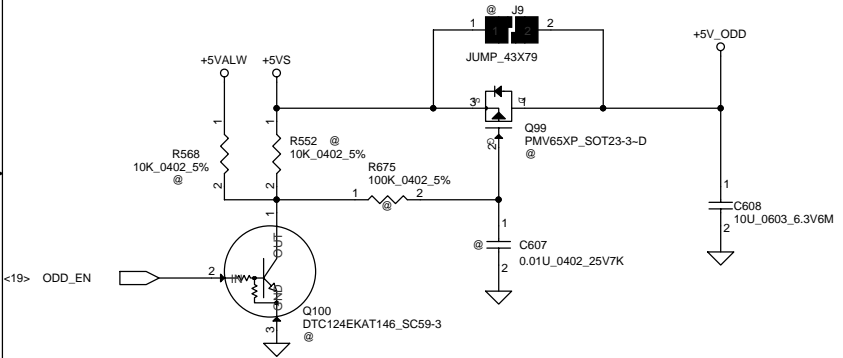 @ J9
1 1 2 2
JUMP_43X79
+5VALW
+5VS
+5V_ODD
3 S D 1
G 2
Q99
PMV65XP_SOT23-3~D
@
1
R568
10K_0402_5%
@
2
1
R552 @
10K_0402_5%
2
R675
100K_0402_5%
1 2
@
1
C607
0.01U_0402_25V7K
@
2
1
C608
10U_0603_6.3V6M
2
<19> ODD_EN
2 IN
1 OUT
GND 3
Q100
DTC124EKAT146_SC59-3
@